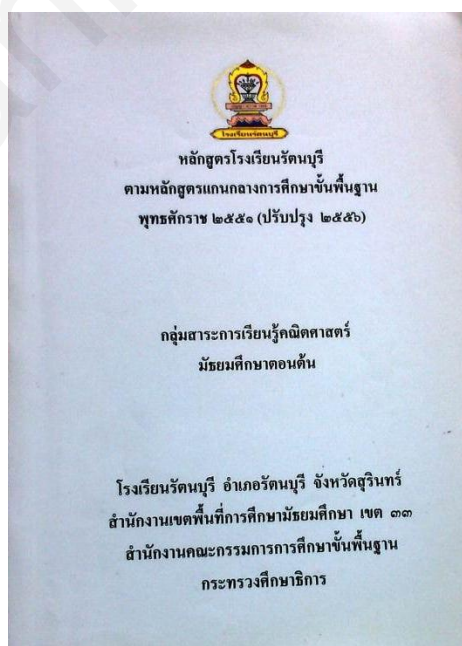 โรงเรียนรัตนบุรี
หลักสูตรโรงเรียนรัตนบุรี
ตามหลักสูตรแกนกลางการศึกษาขั้นพื้นฐาน
พุทธศักราช ๒๕๕๑ (ปรับปรุง ๒๕๕๖)
กลุ่มสาระการเรียนรู้คณิตศาสตร์
มัธยมศึกษาตอนต้น
โรงเรียนรัตนบุรี อำเภอรัตนบุรี จังหวัดสุรินทร์
สำนักงานเขตพื้นที่การศึกษามัธยมศึกษา เขต ๓๓
สำนักงานคณะกรรมการการศึกษาขั้นพื้นฐาน
กระทรวงศึกษาธิการ